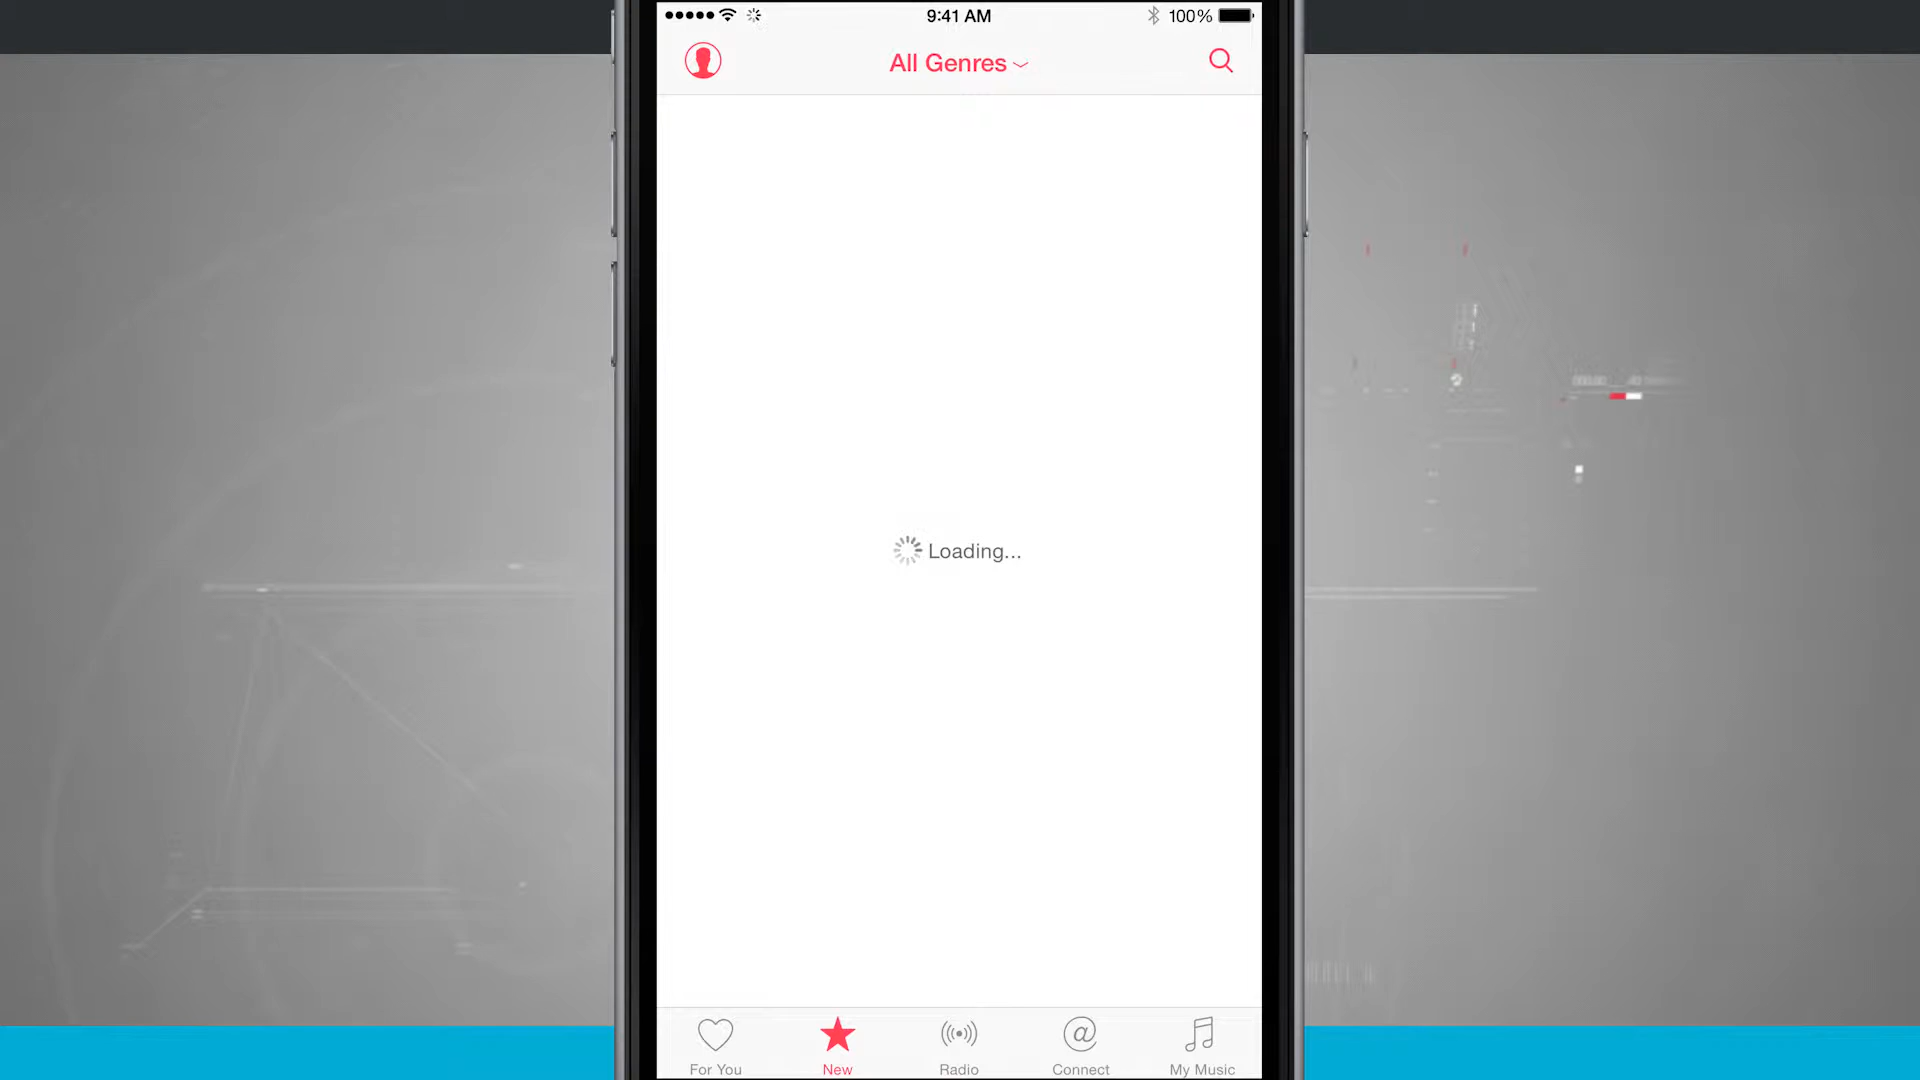 9:41 AM
100%
All Genres
Loading...
For You
New
Radio
Connect
My Music